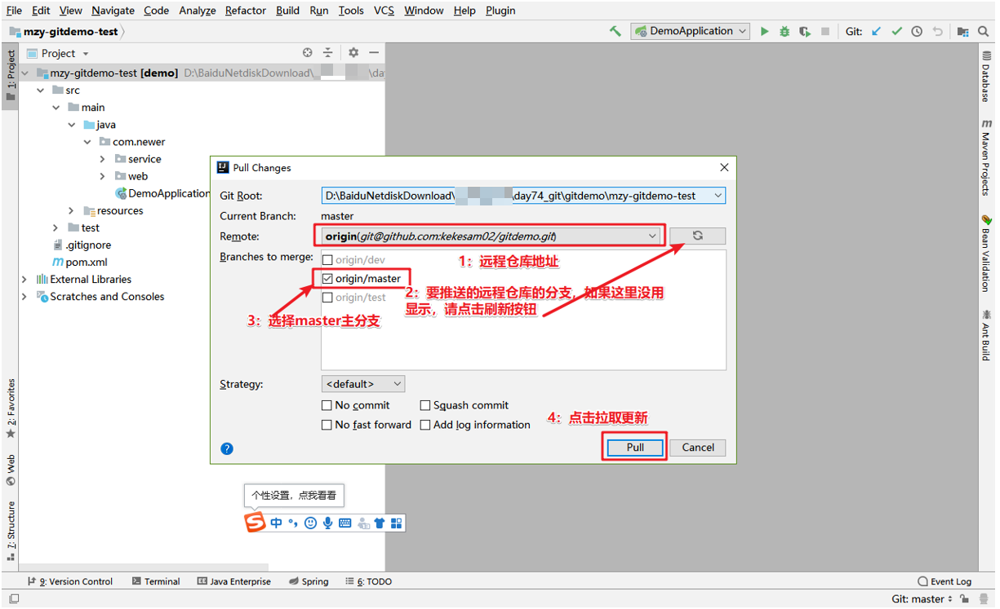 File Edit View Navigate Code Analyze Refactor Build Run Tools VCS Window Help Plugin
mzy-gitdemo-test
DemoApplication
Git:
1: Project
Project
mzy-gitdemo-test [demo] D:\BaiduNetdiskDownload\ \da
src
main
java
com.newer
service
web
DemoApplication
resources
test
.gitignore
pom.xml
External Libraries
Scratches and Consoles
Pull Changes
Git Root:
D:\BaiduNetdiskDownload\ \day74_git\gitdemo\mzy-gitdemo-test
Current Branch:
master
Remote:
origin(git@github.com:kekesam02/gitdemo.git)
Branches to merge:
origin/dev
1：远程仓库地址
origin/master
2：要推送的远程仓库的分支，如果这里没用
显示，请点击刷新按钮
origin/test
3：选择master主分支
Strategy:
<default>
No commit
Squash commit
No fast forward
Add log information
4：点击拉取更新
?
Pull
Cancel
个性设置，点我看看
S 中
Database
m Maven Projects
Bean Validation
Ant Build
2: Favorites
Web
7: Structure
9: Version Control
Terminal
Java Enterprise
Spring
6: TODO
Event Log
Git: master